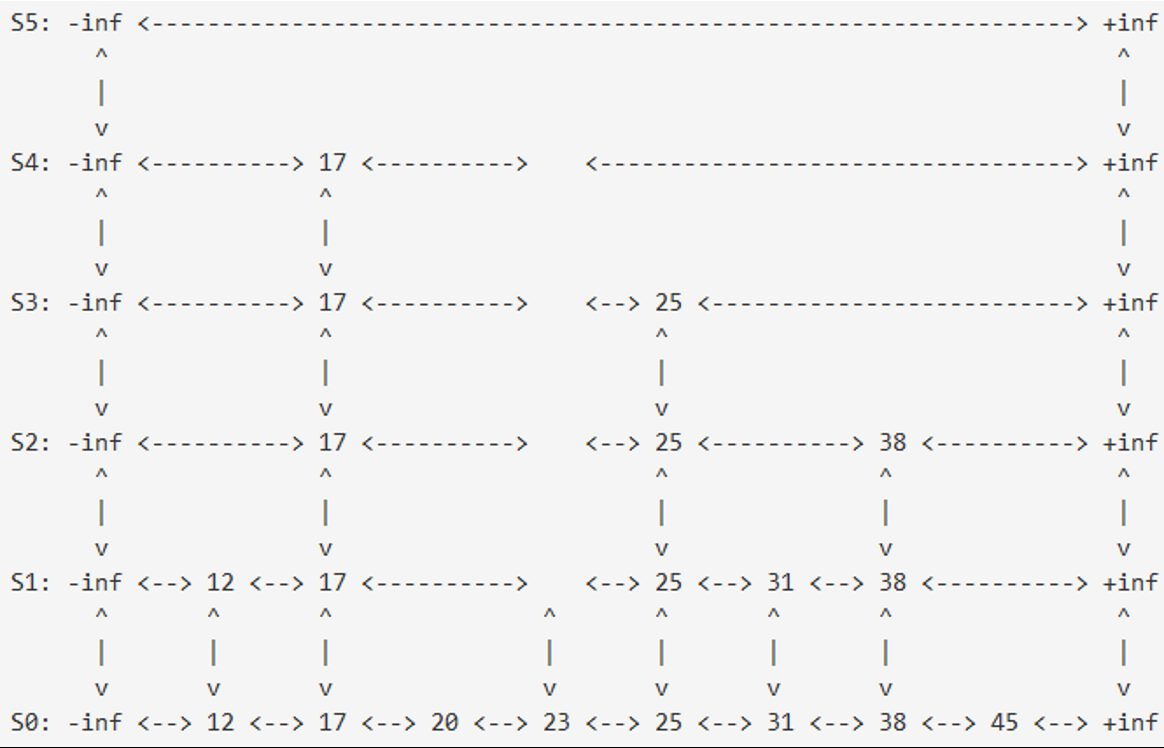 S5: -inf <--------------------------------------------------------------> +inf
      ^                                                                    ^
      |                                                                    |
      v                                                                    v
S4: -inf <----------> 17 <---------->    <--------------------------------> +inf
      ^               ^                                                    ^
      |               |                                                    |
      v               v                                                    v
S3: -inf <----------> 17 <---------->    <--> 25 <------------------------> +inf
      ^               ^                       ^                            ^
      |               |                       |                            |
      v               v                       v                            v
S2: -inf <----------> 17 <---------->    <--> 25 <----------> 38 <----------> +inf
      ^               ^                       ^               ^            ^
      |               |                       |               |            |
      v               v                       v               v            v
S1: -inf <--> 12 <--> 17 <---------->    <--> 25 <--> 31 <--> 38 <----------> +inf
      ^       ^       ^               ^       ^       ^       ^                ^
      |       |       |               |       |       |       |                |
      v       v       v               v       v       v       v                v
S0: -inf <--> 12 <--> 17 <--> 20 <--> 23 <--> 25 <--> 31 <--> 38 <--> 45 <--> +inf